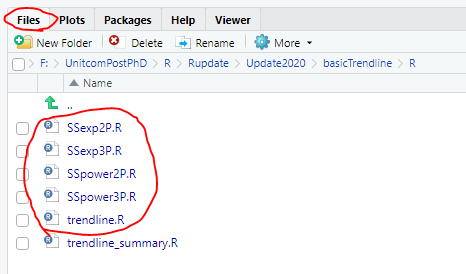 Files Plots Packages Help Viewer
New Folder Delete Rename More
F: UnitcomPostPhD R Rupdate Update2020 basicTrendline R
Name
..
SSexp2P.R
SSexp3P.R
SSpower2P.R
SSpower3P.R
trendline.R
trendline_summary.R